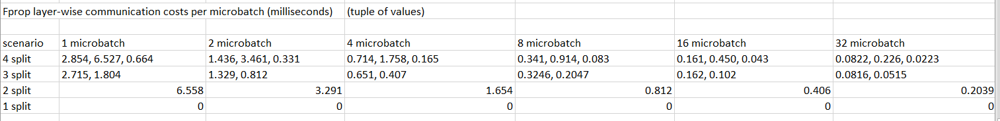 Fprop layer-wise communication costs per microbatch (milliseconds) (tuple of values)
scenario 1 microbatch 2 microbatch 4 microbatch 8 microbatch 16 microbatch 32 microbatch
4 split 2.854, 6.527, 0.664 1.436, 3.461, 0.331 0.714, 1.758, 0.165 0.341, 0.914, 0.083 0.161, 0.450, 0.043 0.0822, 0.226, 0.0223
3 split 2.715, 1.804 1.329, 0.812 0.651, 0.407 0.3246, 0.2047 0.162, 0.102 0.0816, 0.0515
2 split 6.558 3.291 1.654 0.812 0.406 0.2039
1 split 0 0 0 0 0 0